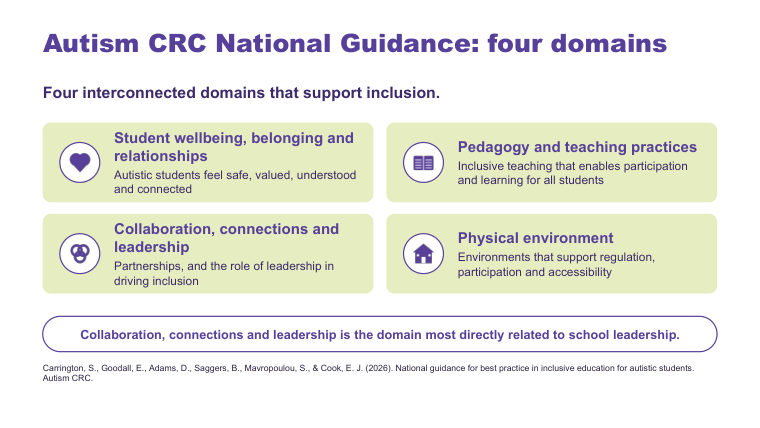 Autism CRC National Guidance: four domains
Four interconnected domains that support inclusion.
Student wellbeing, belonging and
relationships
Autistic students feel safe, valued, understood
and connected
Pedagogy and teaching practices
Inclusive teaching that enables participation
and learning for all students
Collaboration, connections and
leadership
Partnerships, and the role of leadership in
driving inclusion
Physical environment
Environments that support regulation,
participation and accessibility
Collaboration, connections and leadership is the domain most directly related to school leadership.
Carrington, S., Goodall, E., Adams, D., Saggers, B., Mavropoulou, S., & Cook, E. J. (2026). National guidance for best practice in inclusive education for autistic students.
Autism CRC.